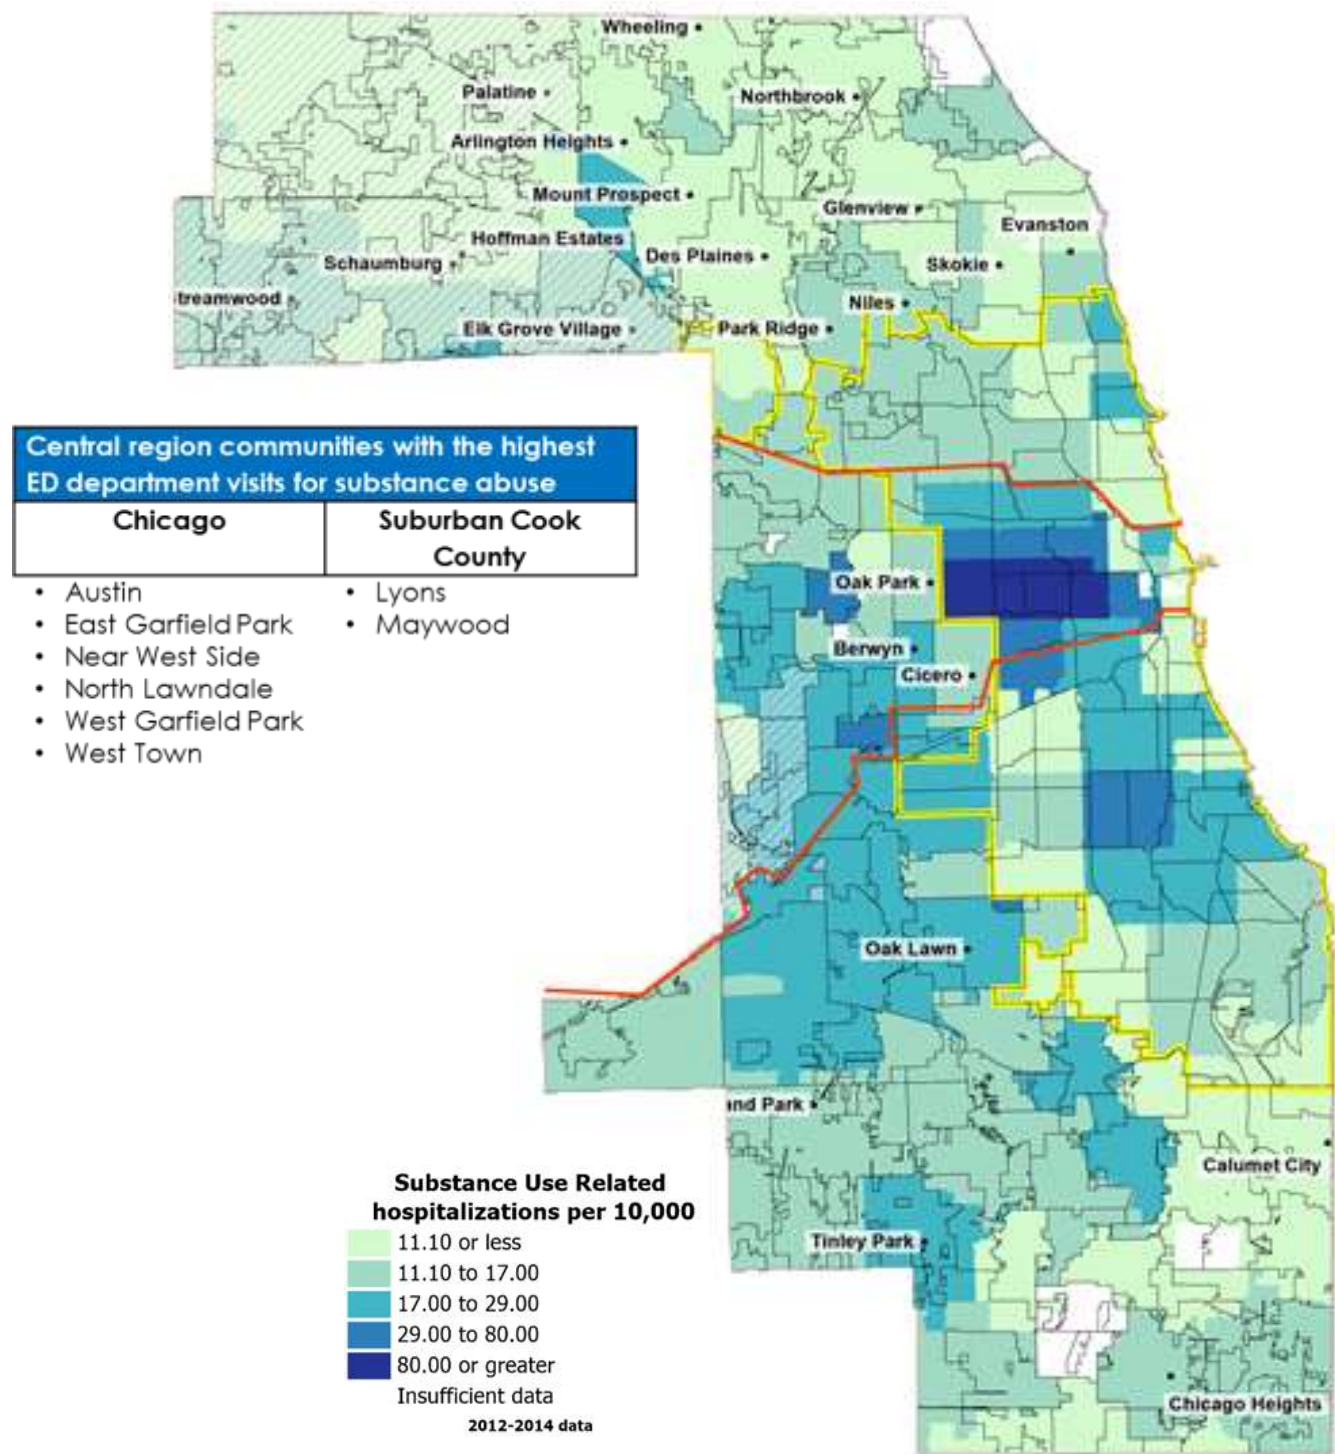 Wheeling
Palatine
Northbrook
Arlington Heights
Mount Prospect
Glenview
Evanston
Hoffman Estates
Des Plaines
Schaumburg
Skokie
treamwood
Niles
Elk Grove Village
Park Ridge
Central region communities with the highest
ED department visits for substance abuse
Chicago
Suburban Cook
County
• Austin
• East Garfield Park
• Near West Side
• North Lawndale
• West Garfield Park
• West Town
• Lyons
• Maywood
Oak Park
Berwyn
Cicero
Oak Lawn
and Park
Calumet City
Tinley Park
Chicago Heights
Substance Use Related
hospitalizations per 10,000
11.10 or less
11.10 to 17.00
17.00 to 29.00
29.00 to 80.00
80.00 or greater
Insufficient data
2012-2014 data